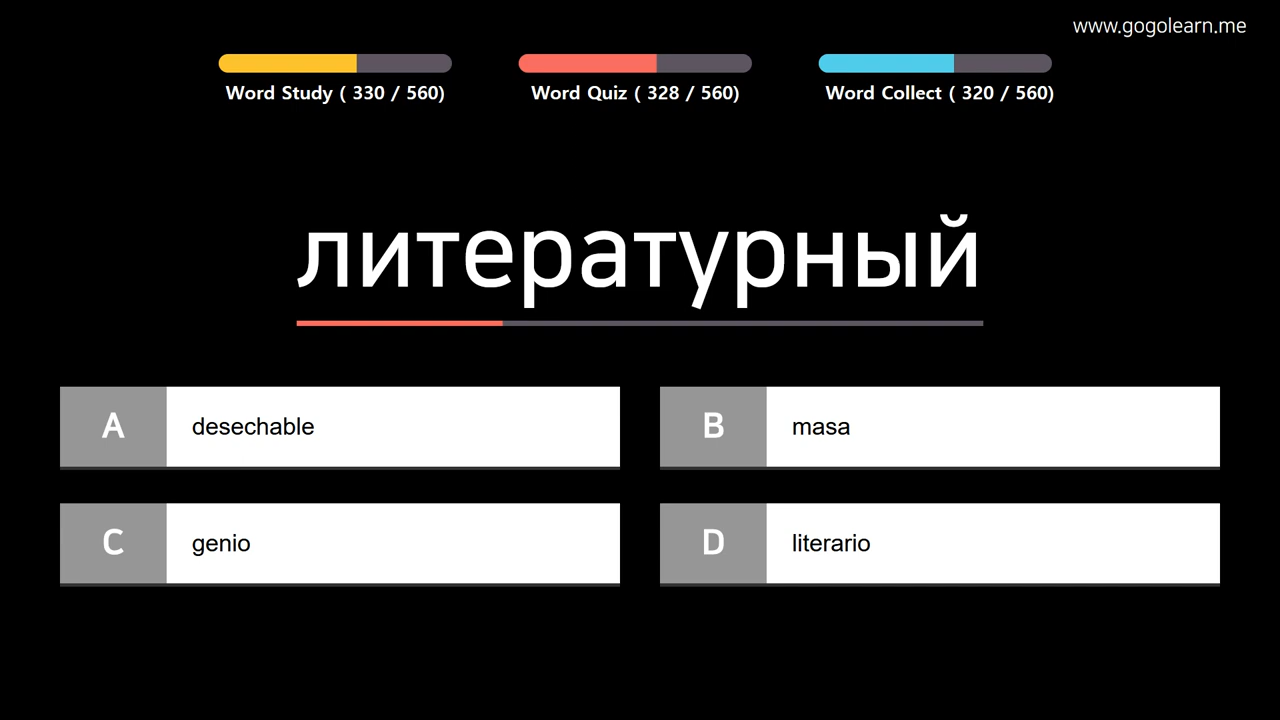 www.gogolearn.me
Word Study ( 330 / 560)
Word Quiz ( 328 / 560)
Word Collect ( 320 / 560)
литературный
A desechable
B masa
C genio
D literario